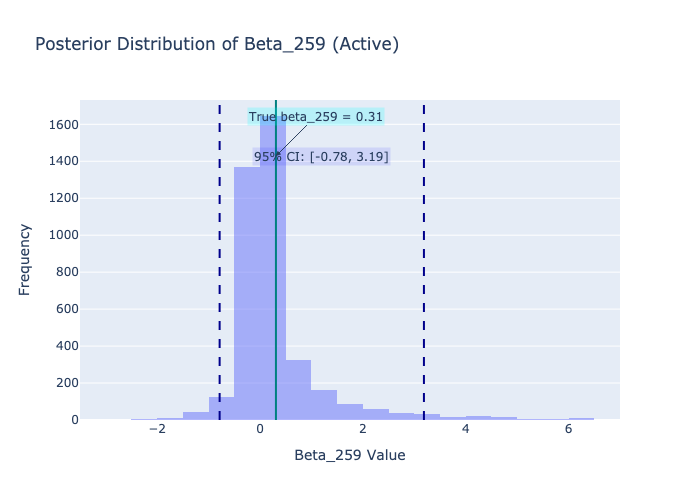 Posterior Distribution of Beta_259 (Active)
True beta_259 = 0.31
95% CI: [-0.78, 3.19]
1600
1400
1200
1000
800
600
400
200
0
Frequency
−2
0
2
4
6
Beta_259 Value